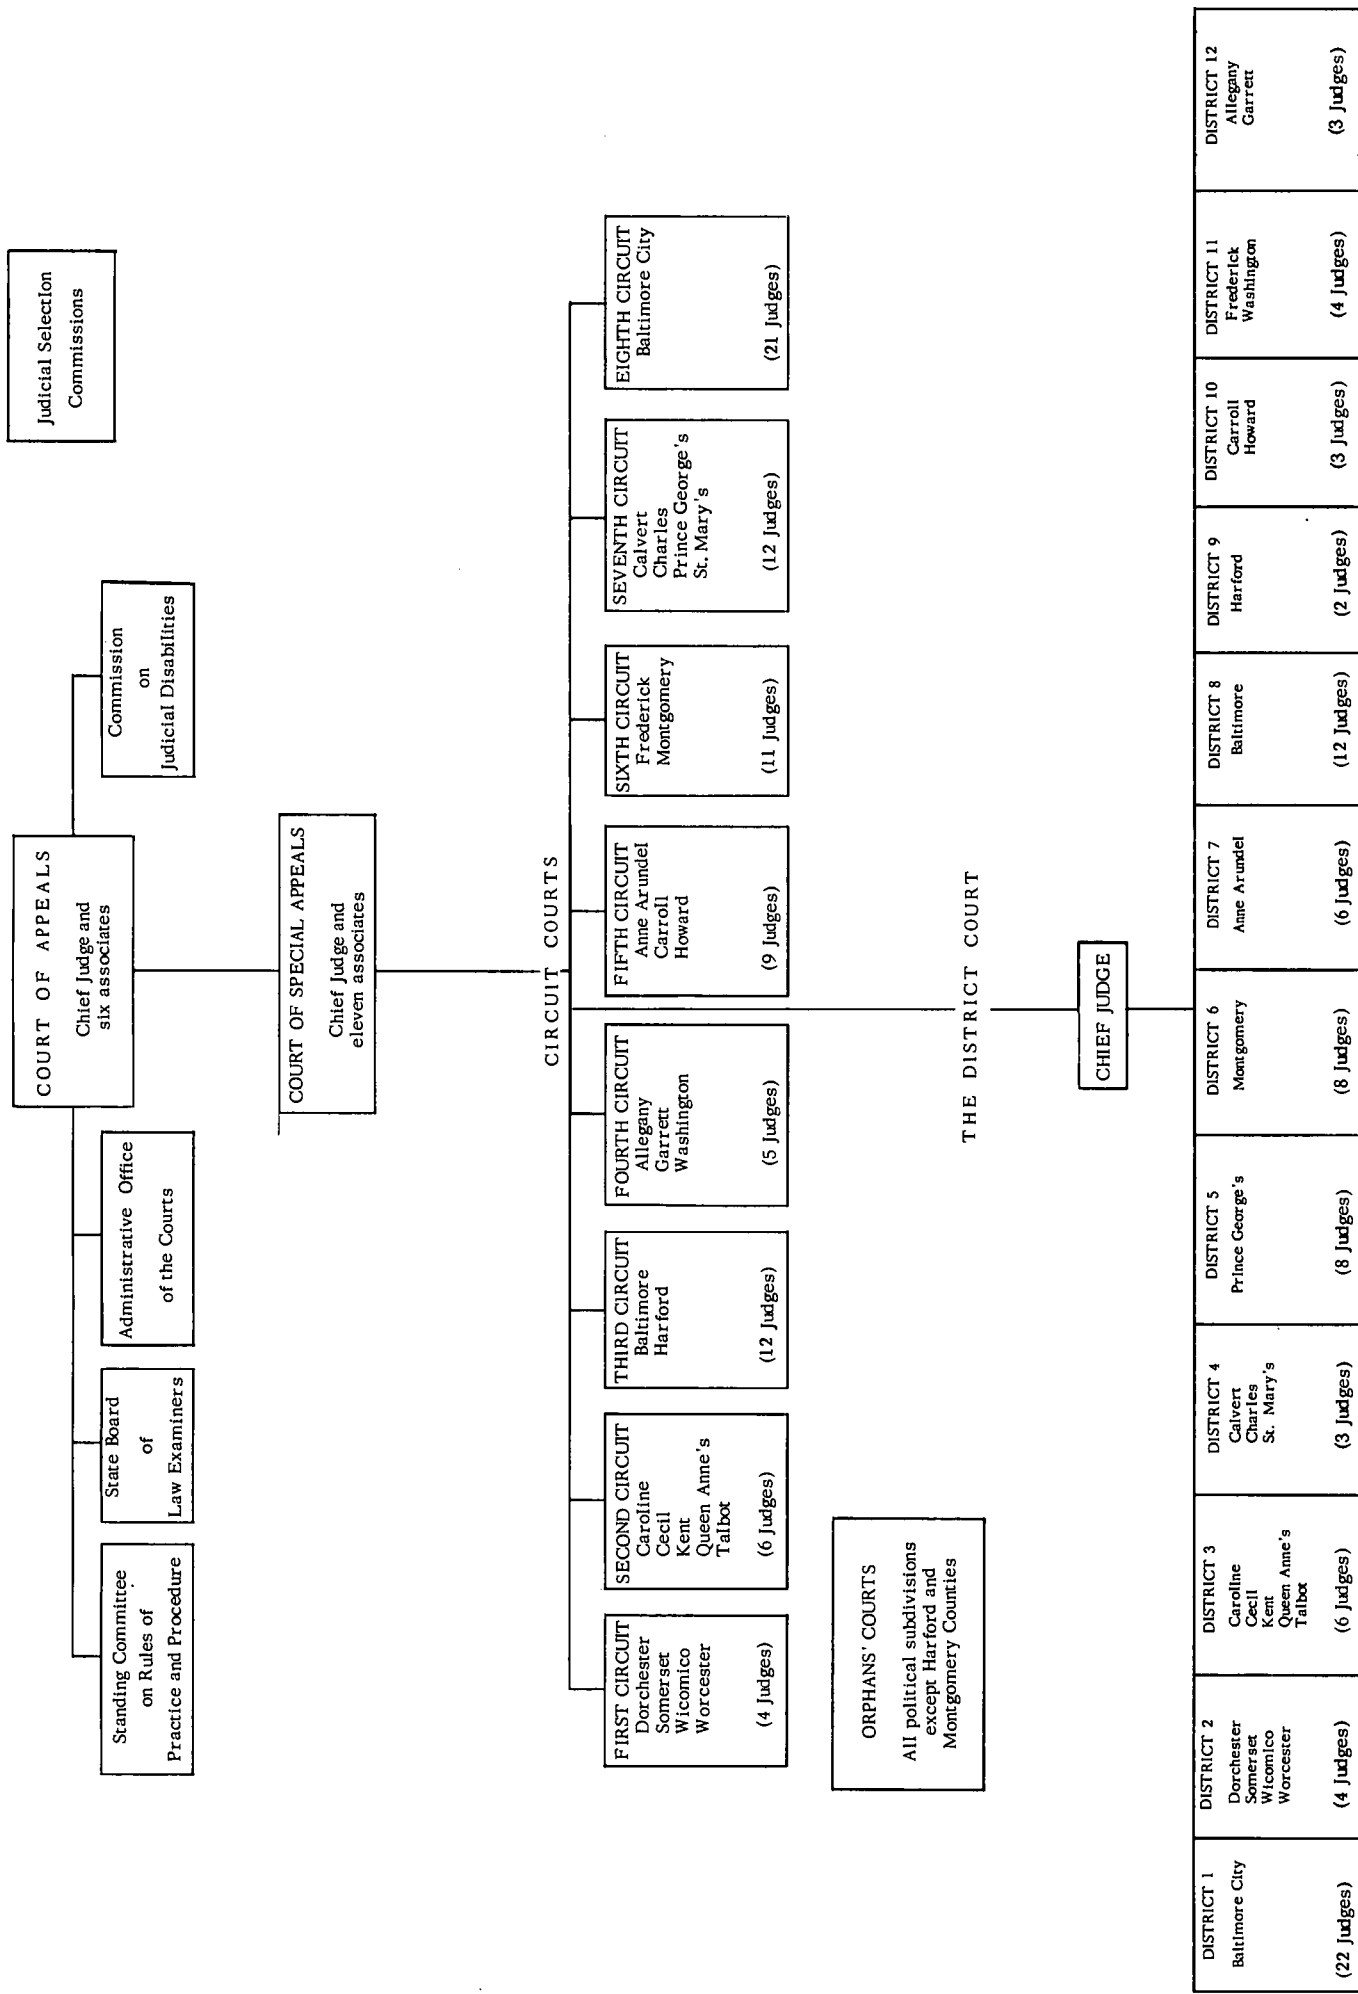 Judicial Selection
Commissions
COURT OF APPEALS
Chief Judge and
six associates
Standing Committee
on Rules of
Practice and Procedure
State Board
of
Law Examiners
Administrative Office
of the Courts
Commission
on
Judicial Disabilities
COURT OF SPECIAL APPEALS
Chief Judge and
eleven associates
CIRCUIT COURTS
FIRST CIRCUIT
Dorchester
Somerset
Wicomico
Worcester
(4 Judges)
SECOND CIRCUIT
Caroline
Cecil
Kent
Queen Anne's
Talbot
(6 Judges)
THIRD CIRCUIT
Baltimore
Harford
(12 Judges)
FOURTH CIRCUIT
Allegany
Garrett
Washington
(5 Judges)
FIFTH CIRCUIT
Anne Arundel
Carroll
Howard
(9 Judges)
SIXTH CIRCUIT
Frederick
Montgomery
(11 Judges)
SEVENTH CIRCUIT
Calvert
Charles
Prince George's
St. Mary's
(12 Judges)
EIGHTH CIRCUIT
Baltimore City
(21 Judges)
ORPHANS' COURTS
All political subdivisions
except Harford and
Montgomery Counties
THE DISTRICT COURT
CHIEF JUDGE
DISTRICT 1
Baltimore City
(22 Judges)
DISTRICT 2
Dorchester
Somerset
Wicomico
Worcester
(4 Judges)
DISTRICT 3
Caroline
Cecil
Kent
Queen Anne's
Talbot
(6 Judges)
DISTRICT 4
Calvert
Charles
St. Mary's
(3 Judges)
DISTRICT 5
Prince George's
(8 Judges)
DISTRICT 6
Montgomery
(8 Judges)
DISTRICT 7
Anne Arundel
(6 Judges)
DISTRICT 8
Baltimore
(12 Judges)
DISTRICT 9
Harford
(2 Judges)
DISTRICT 10
Carroll
Howard
(3 Judges)
DISTRICT 11
Frederick
Washington
(4 Judges)
DISTRICT 12
Allegany
Garrett
(3 Judges)